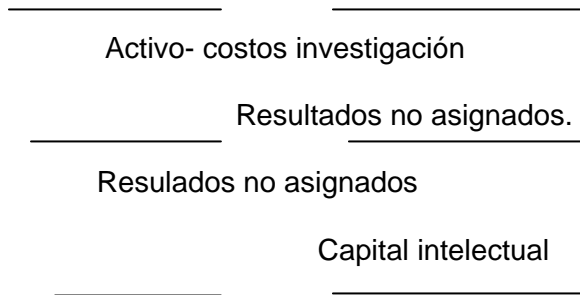 Activo- costos investigación
Resultados no asignados.
Resulados no asignados
Capital intelectual